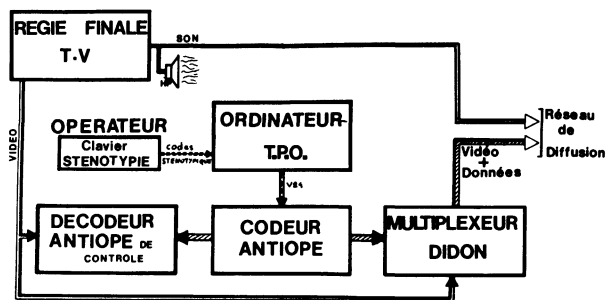 REGIE FINALE
T.V
SON
HP
VIDEO
OPERATEUR
Clavier
STENOTYPIE
Codes
STENOTYPIQUE
ORDINATEUR
T.P.O.
Réseau
de
Diffusion
Vidéo
+
Données
DECODEUR
ANTIOPE DE
CONTROLE
CODEUR
ANTIOPE
MULTIPLEXEUR
DIDON